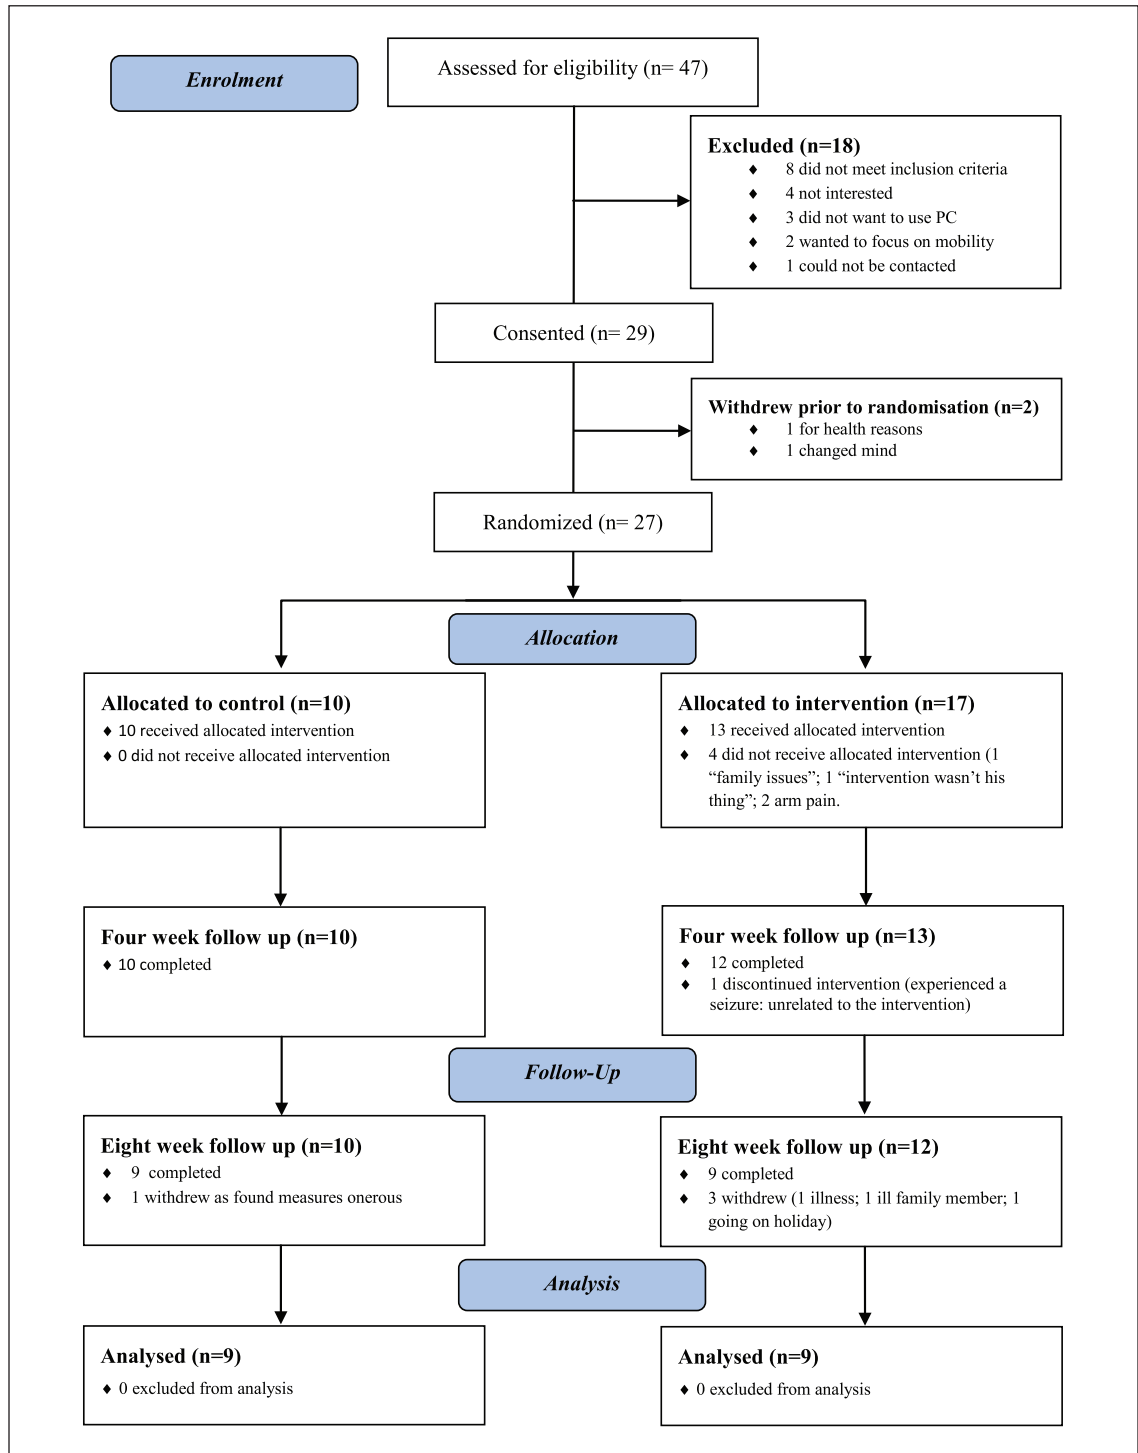 Enrolment
Assessed for eligibility (n= 47)
Excluded (n=18)
♦ 8 did not meet inclusion criteria
♦ 4 not interested
♦ 3 did not want to use PC
♦ 2 wanted to focus on mobility
♦ 1 could not be contacted
Consented (n= 29)
Withdrew prior to randomisation (n=2)
♦ 1 for health reasons
♦ 1 changed mind
Randomized (n= 27)
Allocation
Allocated to control (n=10)
♦ 10 received allocated intervention
♦ 0 did not receive allocated intervention
Allocated to intervention (n=17)
♦ 13 received allocated intervention
♦ 4 did not receive allocated intervention (1
“family issues”; 1 “intervention wasn’t his
thing”; 2 arm pain.
Four week follow up (n=10)
♦ 10 completed
Four week follow up (n=13)
♦ 12 completed
♦ 1 discontinued intervention (experienced a
seizure: unrelated to the intervention)
Follow-Up
Eight week follow up (n=10)
♦ 9 completed
♦ 1 withdrew as found measures onerous
Eight week follow up (n=12)
♦ 9 completed
♦ 3 withdrew (1 illness; 1 ill family member; 1
going on holiday)
Analysis
Analysed (n=9)
♦ 0 excluded from analysis
Analysed (n=9)
♦ 0 excluded from analysis